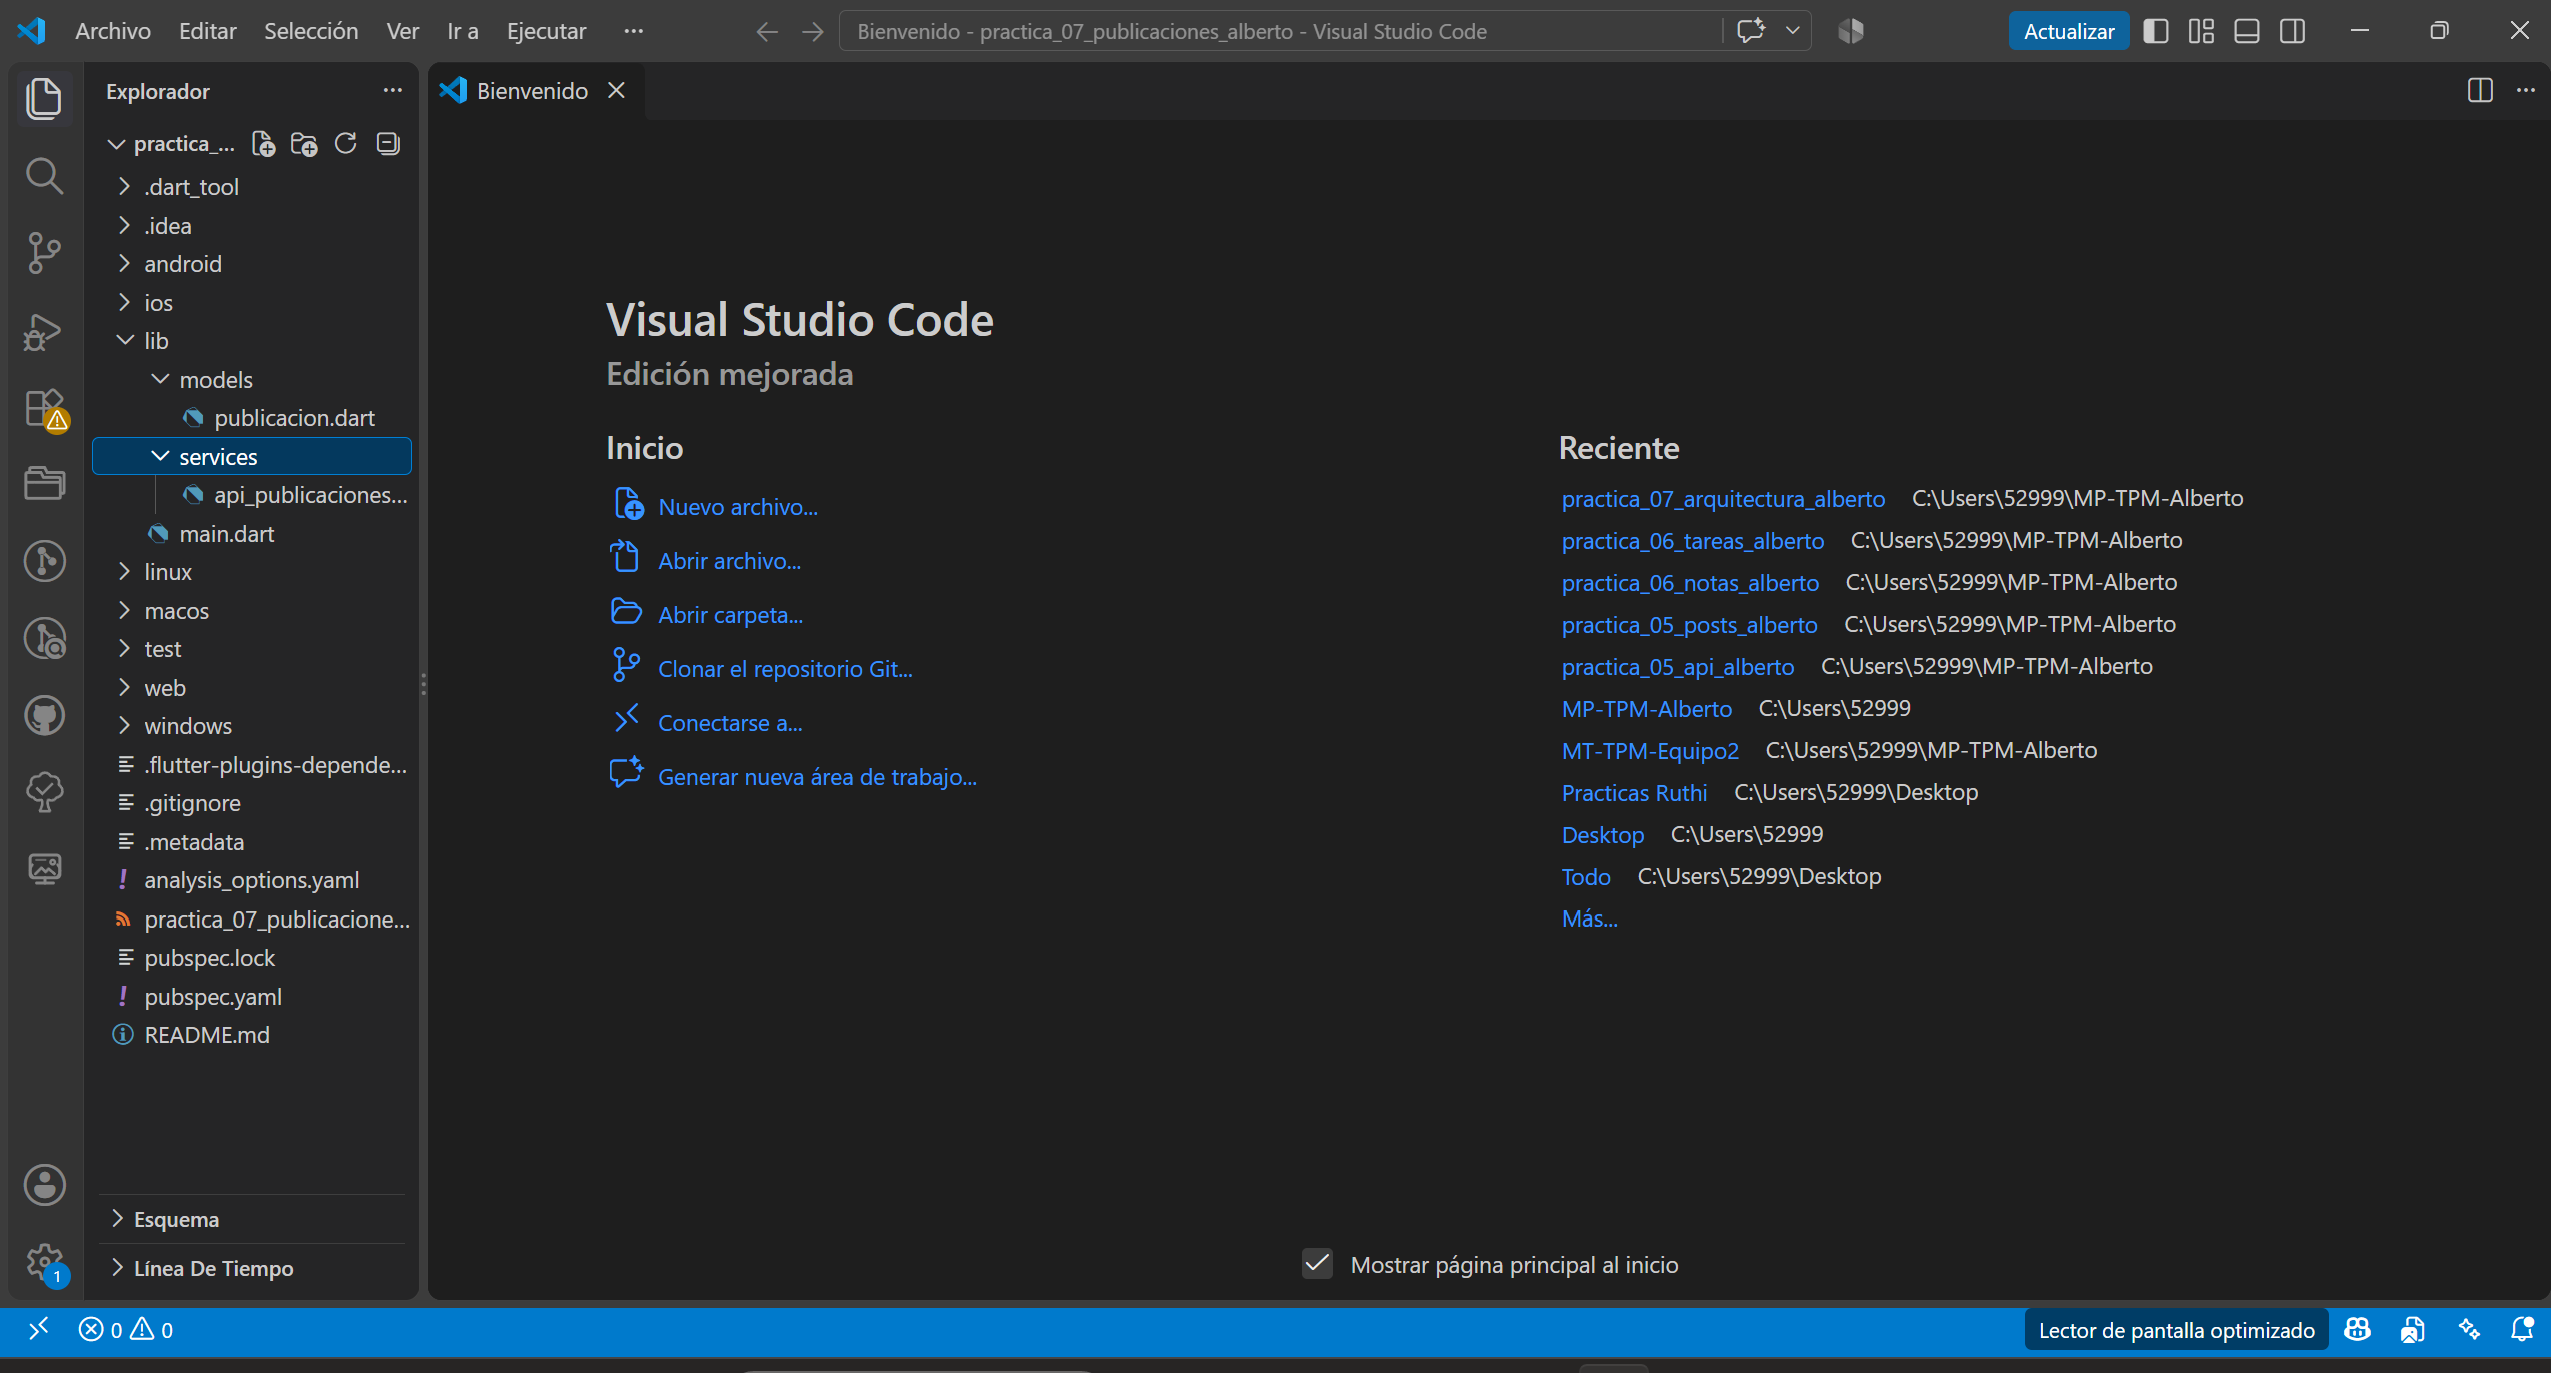 Archivo Editar Selección Ver Ir a Ejecutar ···
Bienvenido - practica_07_publicaciones_alberto - Visual Studio Code
Actualizar
Explorador
practica_...
.dart_tool
.idea
android
ios
lib
models
publicacion.dart
services
api_publicaciones...
main.dart
linux
macos
test
web
windows
.flutter-plugins-depende...
.gitignore
.metadata
analysis_options.yaml
practica_07_publicacione...
pubspec.lock
pubspec.yaml
README.md
Esquema
Línea De Tiempo
1
Bienvenido
Visual Studio Code
Edición mejorada
Inicio
Nuevo archivo...
Abrir archivo...
Abrir carpeta...
Clonar el repositorio Git...
Conectarse a...
Generar nueva área de trabajo...
Reciente
practica_07_arquitectura_alberto C:\Users\52999\MP-TPM-Alberto
practica_06_tareas_alberto C:\Users\52999\MP-TPM-Alberto
practica_06_notas_alberto C:\Users\52999\MP-TPM-Alberto
practica_05_posts_alberto C:\Users\52999\MP-TPM-Alberto
practica_05_api_alberto C:\Users\52999\MP-TPM-Alberto
MP-TPM-Alberto C:\Users\52999
MT-TPM-Equipo2 C:\Users\52999\MP-TPM-Alberto
Practicas Ruthi C:\Users\52999\Desktop
Desktop C:\Users\52999
Todo C:\Users\52999\Desktop
Más...
Mostrar página principal al inicio
0 0
Lector de pantalla optimizado